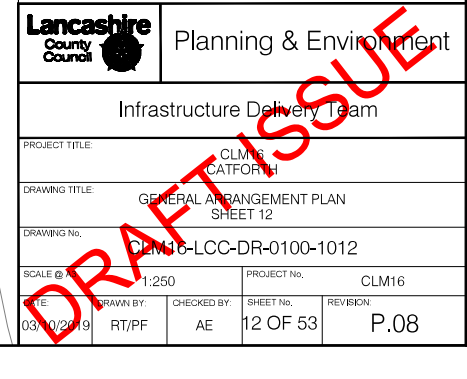 Lancashire
County
Council
Planning & Environment
Infrastructure Delivery Team
PROJECT TITLE:
CLM16
CATFORTH
DRAWING TITLE:
GENERAL ARRANGEMENT PLAN
SHEET 12
DRAWING No.
CLM16-LCC-DR-0100-1012
SCALE @ A3
1:250
PROJECT No.
CLM16
DATE:
03/10/2019
DRAWN BY:
RT/PF
CHECKED BY:
AE
SHEET No.
12 OF 53
REVISION:
P.08
DRAFT ISSUE